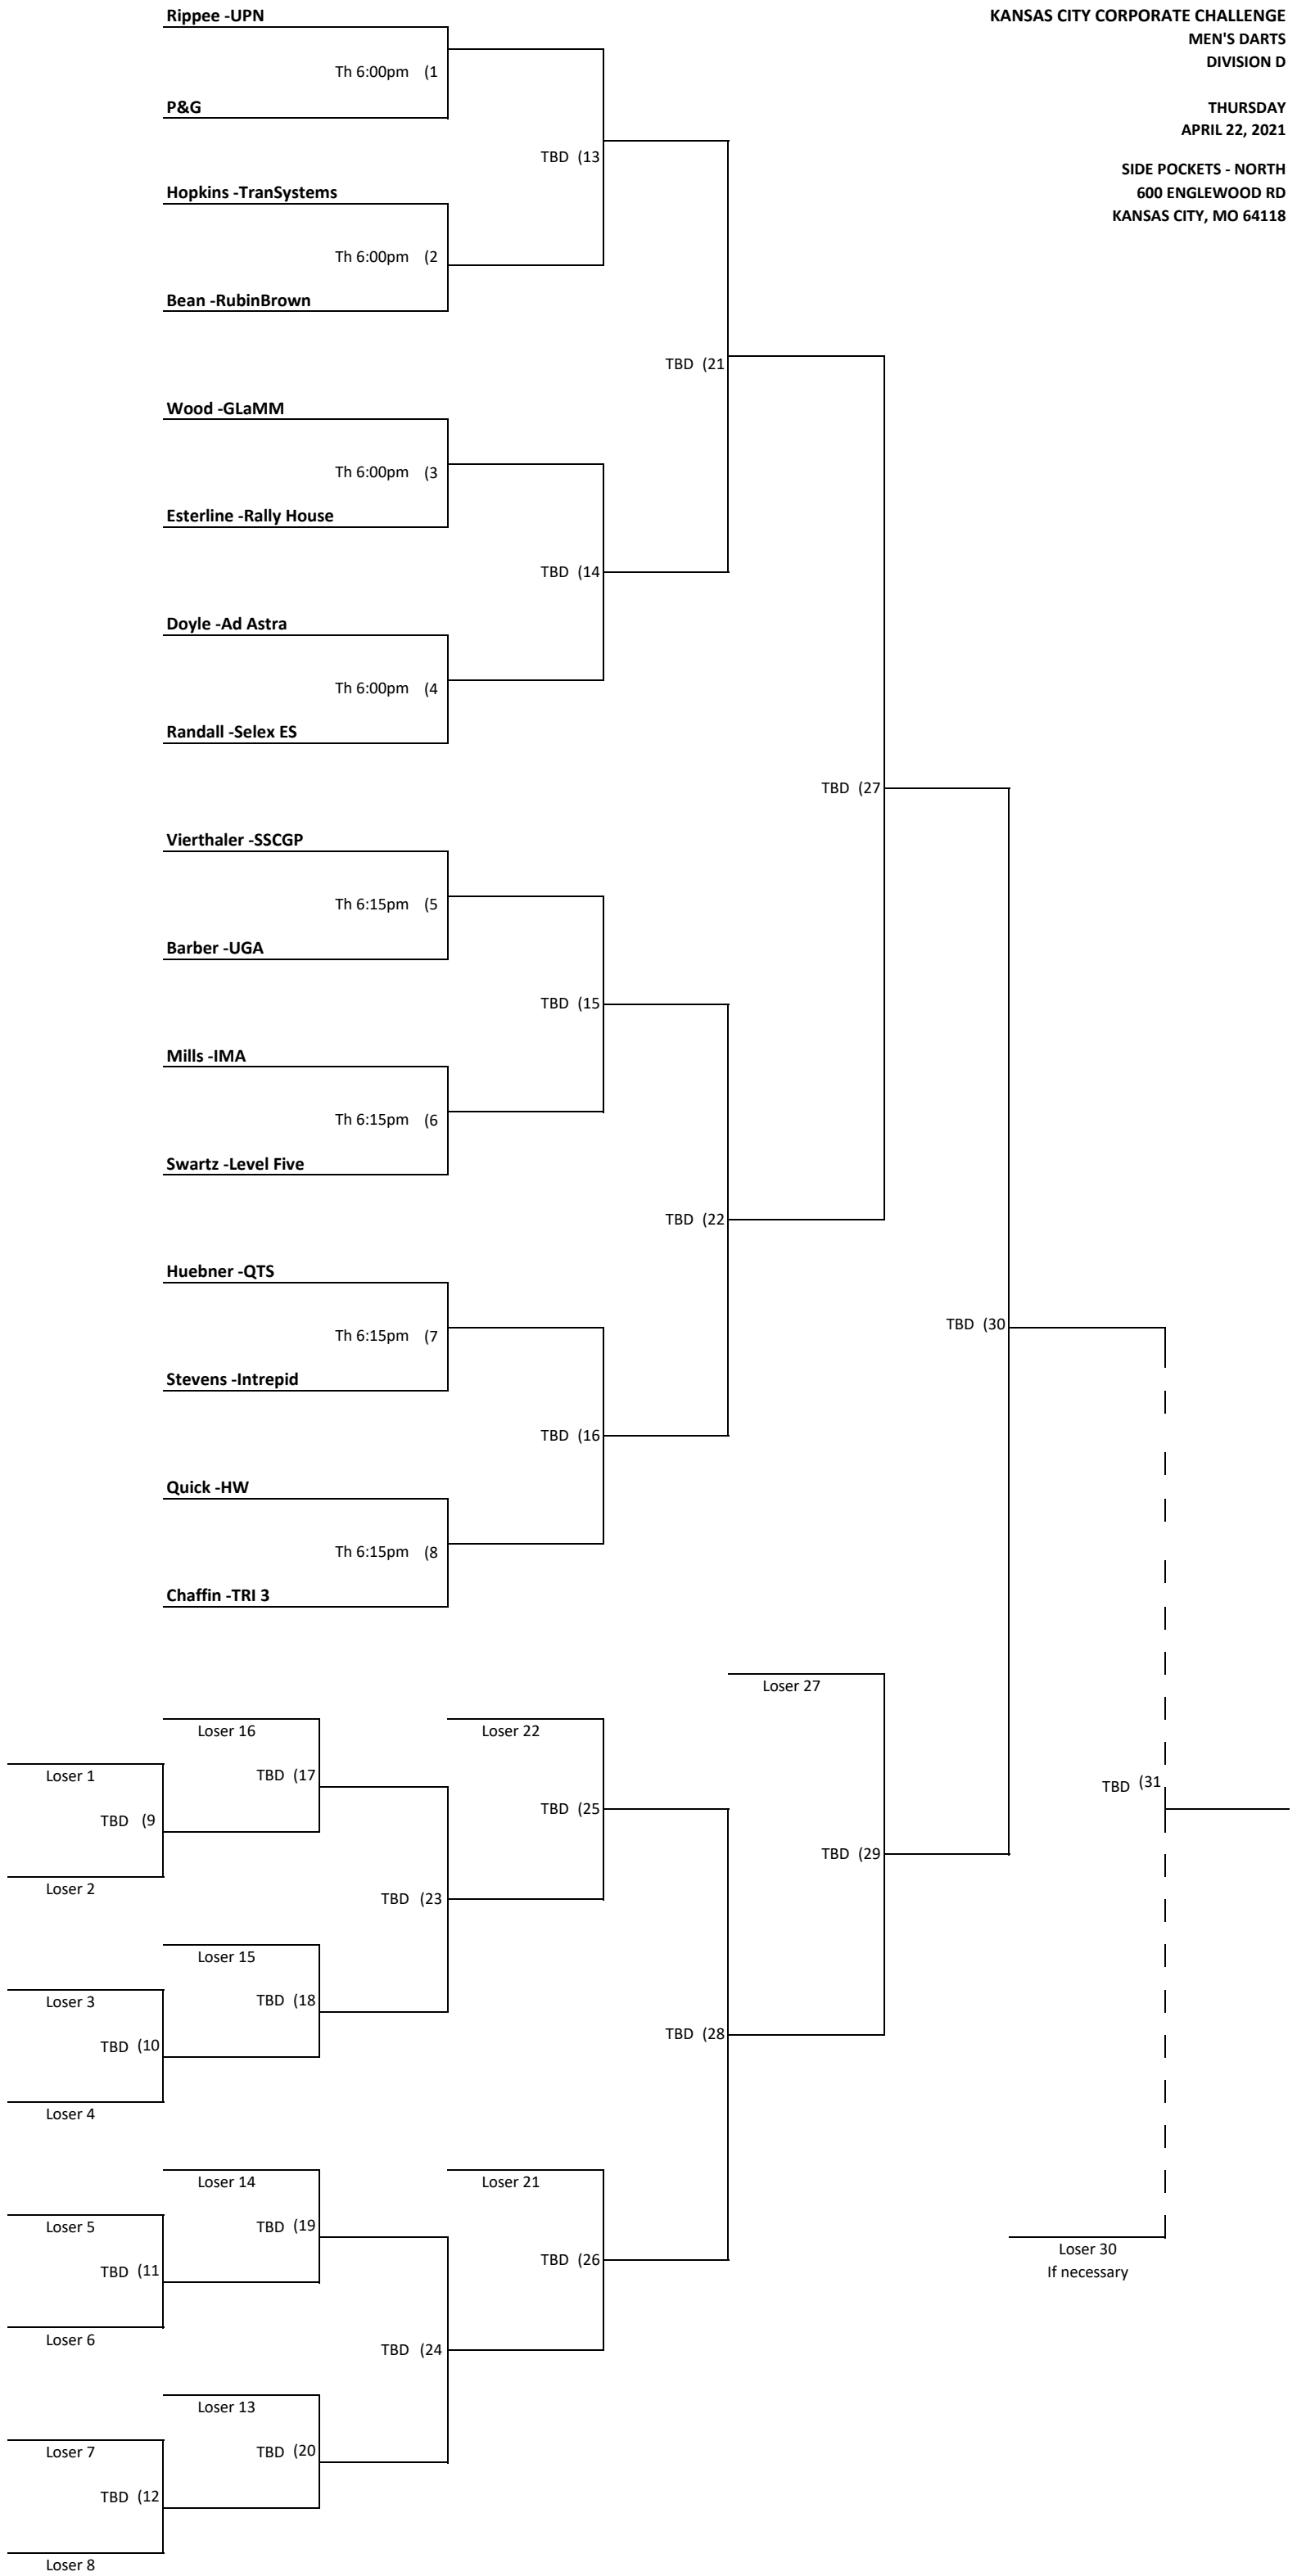 Rippee -UPN
KANSAS CITY CORPORATE CHALLENGE
MEN'S DARTS
DIVISION D
THURSDAY
APRIL 22, 2021
SIDE POCKETS - NORTH
600 ENGLEWOOD RD
KANSAS CITY, MO 64118
Th 6:00pm (1
P&G
TBD (13
Hopkins -TranSystems
Th 6:00pm (2
Bean -RubinBrown
TBD (21
Wood -GLaMM
Th 6:00pm (3
Esterline -Rally House
TBD (14
Doyle -Ad Astra
Th 6:00pm (4
Randall -Selex ES
TBD (27
Vierthaler -SSCGP
Th 6:15pm (5
Barber -UGA
TBD (15
Mills -IMA
Th 6:15pm (6
Swartz -Level Five
TBD (22
Huebner -QTS
Th 6:15pm (7
TBD (30
Stevens -Intrepid
TBD (16
Quick -HW
Th 6:15pm (8
Chaffin -TRI 3
Loser 27
Loser 16
Loser 22
Loser 1
TBD (17
TBD (31
TBD (25
TBD (9
TBD (29
Loser 2
TBD (23
Loser 15
Loser 3
TBD (18
TBD (28
TBD (10
Loser 4
Loser 14
Loser 21
Loser 5
TBD (19
Loser 30
If necessary
TBD (26
TBD (11
Loser 6
TBD (24
Loser 13
Loser 7
TBD (20
TBD (12
Loser 8